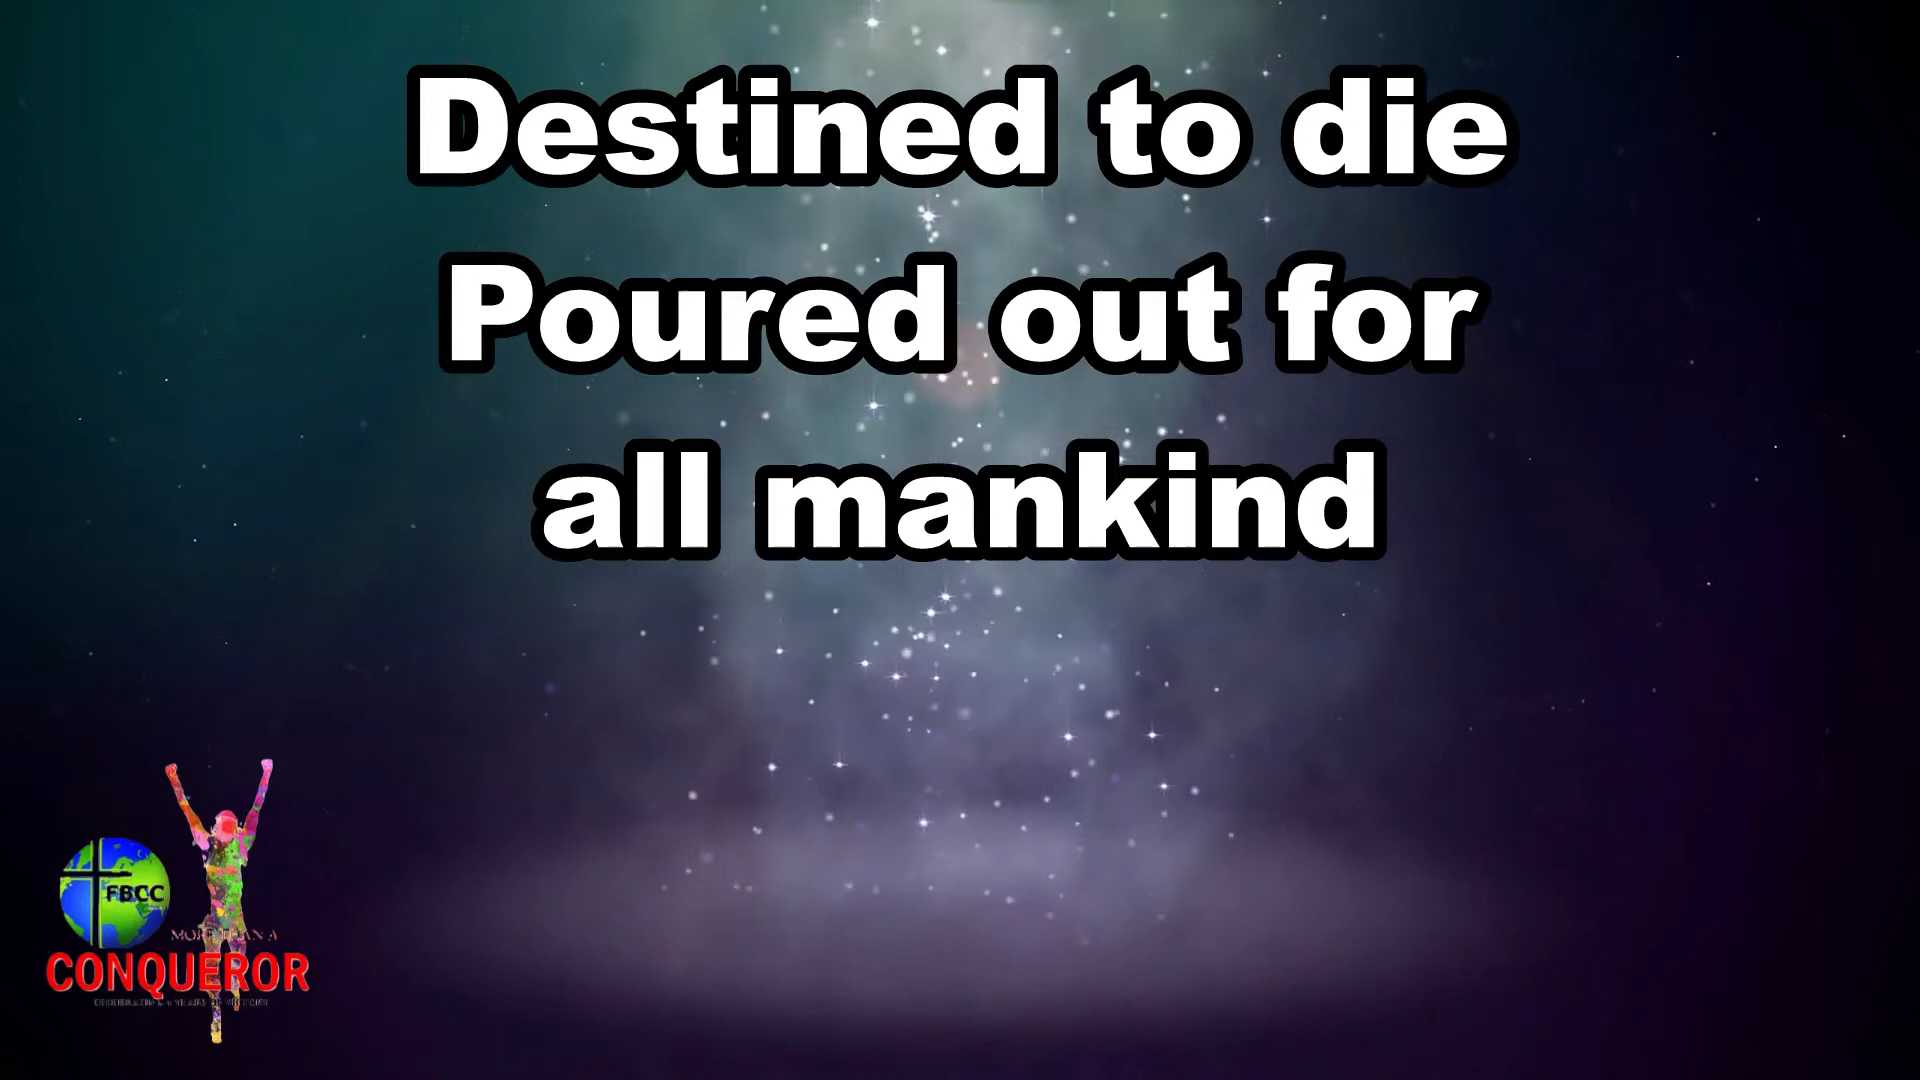 Destined to die
Poured out for
all mankind
FBCC
MORE THAN A
CONQUEROR